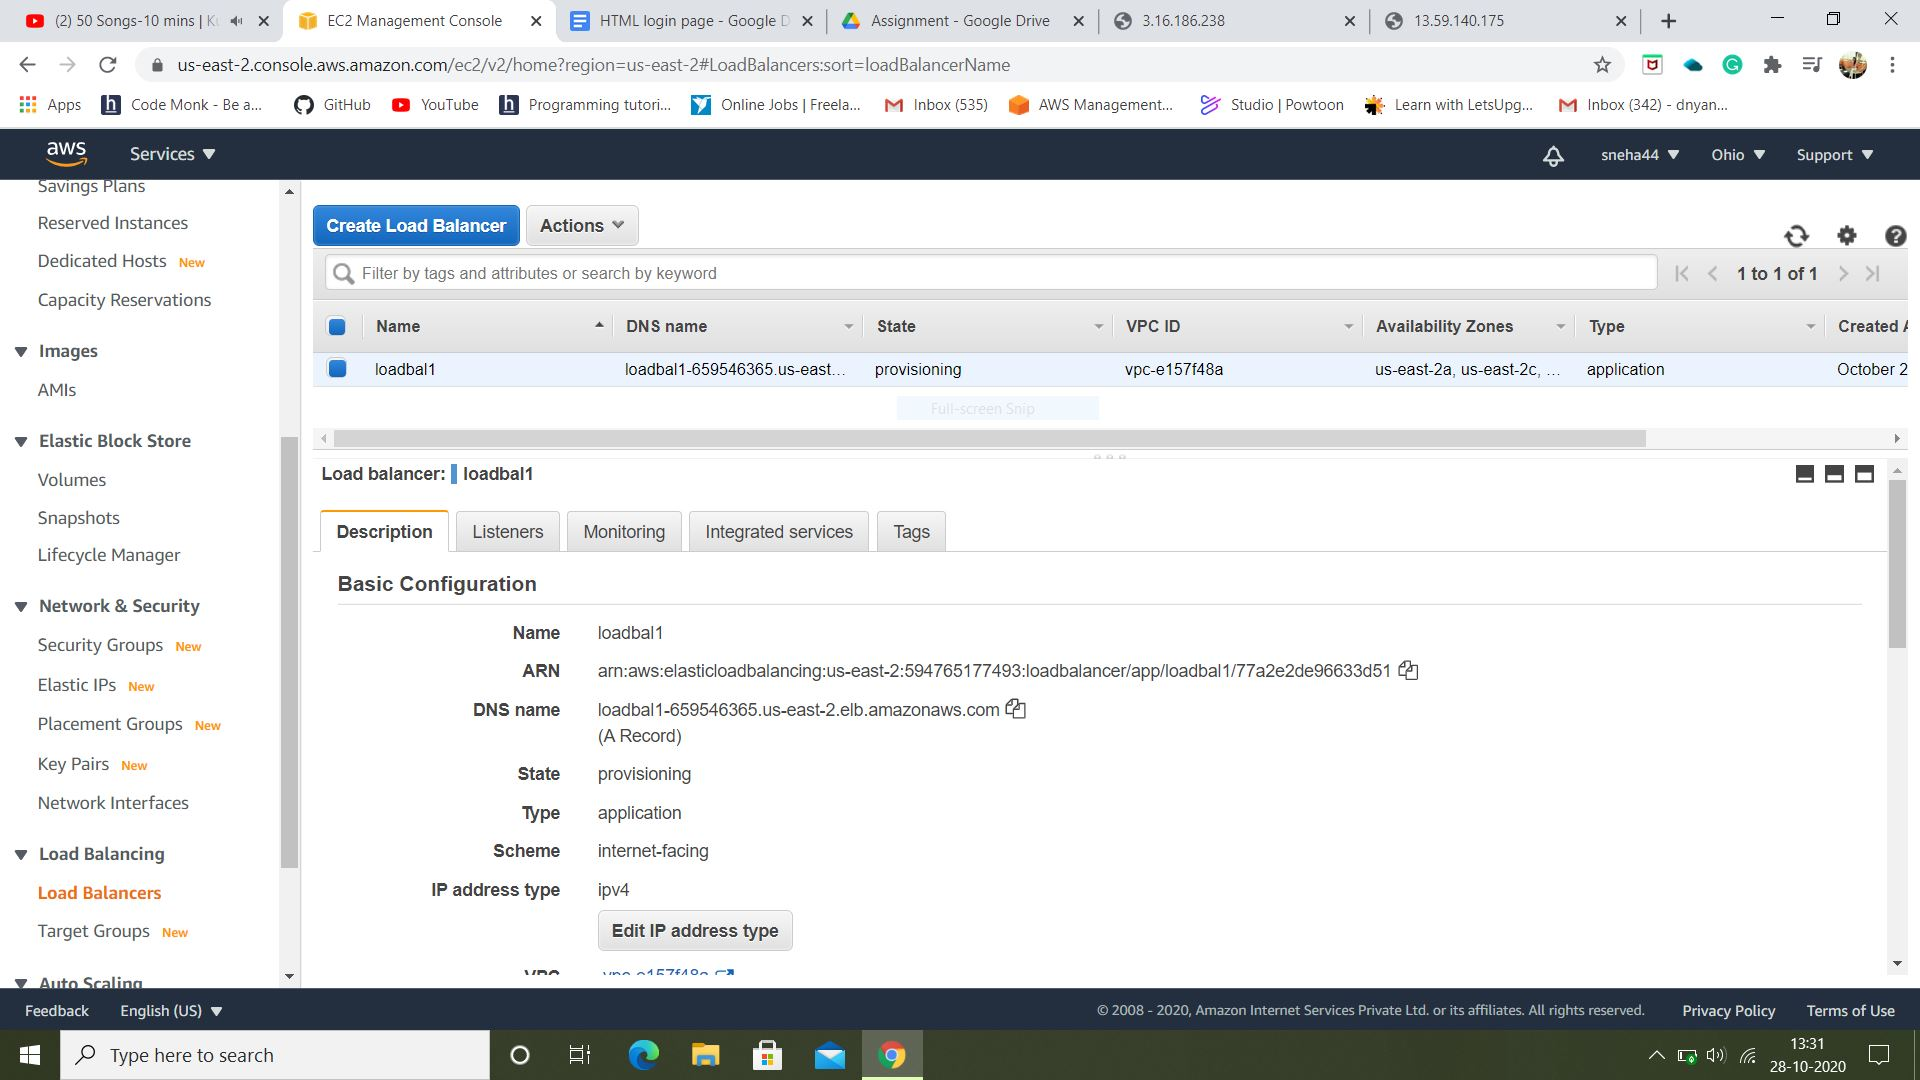 (2) 50 Songs-10 mins | Ku
EC2 Management Console
HTML login page - Google D
Assignment - Google Drive
3.16.186.238
13.59.140.175
us-east-2.console.aws.amazon.com/ec2/v2/home?region=us-east-2#LoadBalancers:sort=loadBalancerName
Apps
Code Monk - Be a...
GitHub
YouTube
Programming tutori...
Online Jobs | Freela...
Inbox (535)
AWS Management...
Studio | Powtoon
Learn with LetsUpg...
Inbox (342) - dnyan...
aws
Services
sneha44
Ohio
Support
Savings Plans
Reserved Instances
Dedicated Hosts New
Capacity Reservations
Images
AMIs
Elastic Block Store
Volumes
Snapshots
Lifecycle Manager
Network & Security
Security Groups New
Elastic IPs New
Placement Groups New
Key Pairs New
Network Interfaces
Load Balancing
Load Balancers
Target Groups New
Auto Scaling
Create Load Balancer
Actions
Filter by tags and attributes or search by keyword
1 to 1 of 1
Name DNS name State VPC ID Availability Zones Type Created A
loadbal1 loadbal1-659546365.us-east... provisioning vpc-e157f48a us-east-2a, us-east-2c, ... application October 2
Full-screen Snip
Load balancer: loadbal1
Description Listeners Monitoring Integrated services Tags
Basic Configuration
Name loadbal1
ARN arn:aws:elasticloadbalancing:us-east-2:594765177493:loadbalancer/app/loadbal1/77a2e2de96633d51
DNS name loadbal1-659546365.us-east-2.elb.amazonaws.com
(A Record)
State provisioning
Type application
Scheme internet-facing
IP address type ipv4
Edit IP address type
VPC vpc-e157f48a
Feedback
English (US)
© 2008 - 2020, Amazon Internet Services Private Ltd. or its affiliates. All rights reserved.
Privacy Policy
Terms of Use
Type here to search
13:31
28-10-2020